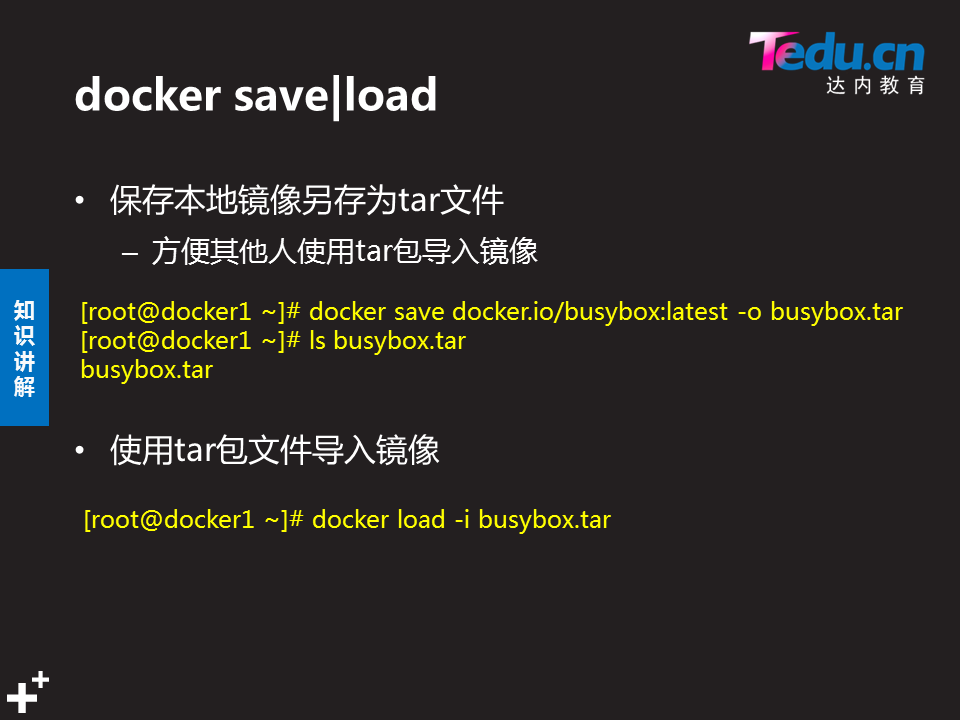 Tedu.cn
达内教育
docker save|load
• 保存本地镜像另存为tar文件
– 方便其他人使用tar包导入镜像
知识讲解
[root@docker1 ~]# docker save docker.io/busybox:latest -o busybox.tar
[root@docker1 ~]# ls busybox.tar
busybox.tar
• 使用tar包文件导入镜像
[root@docker1 ~]# docker load -i busybox.tar